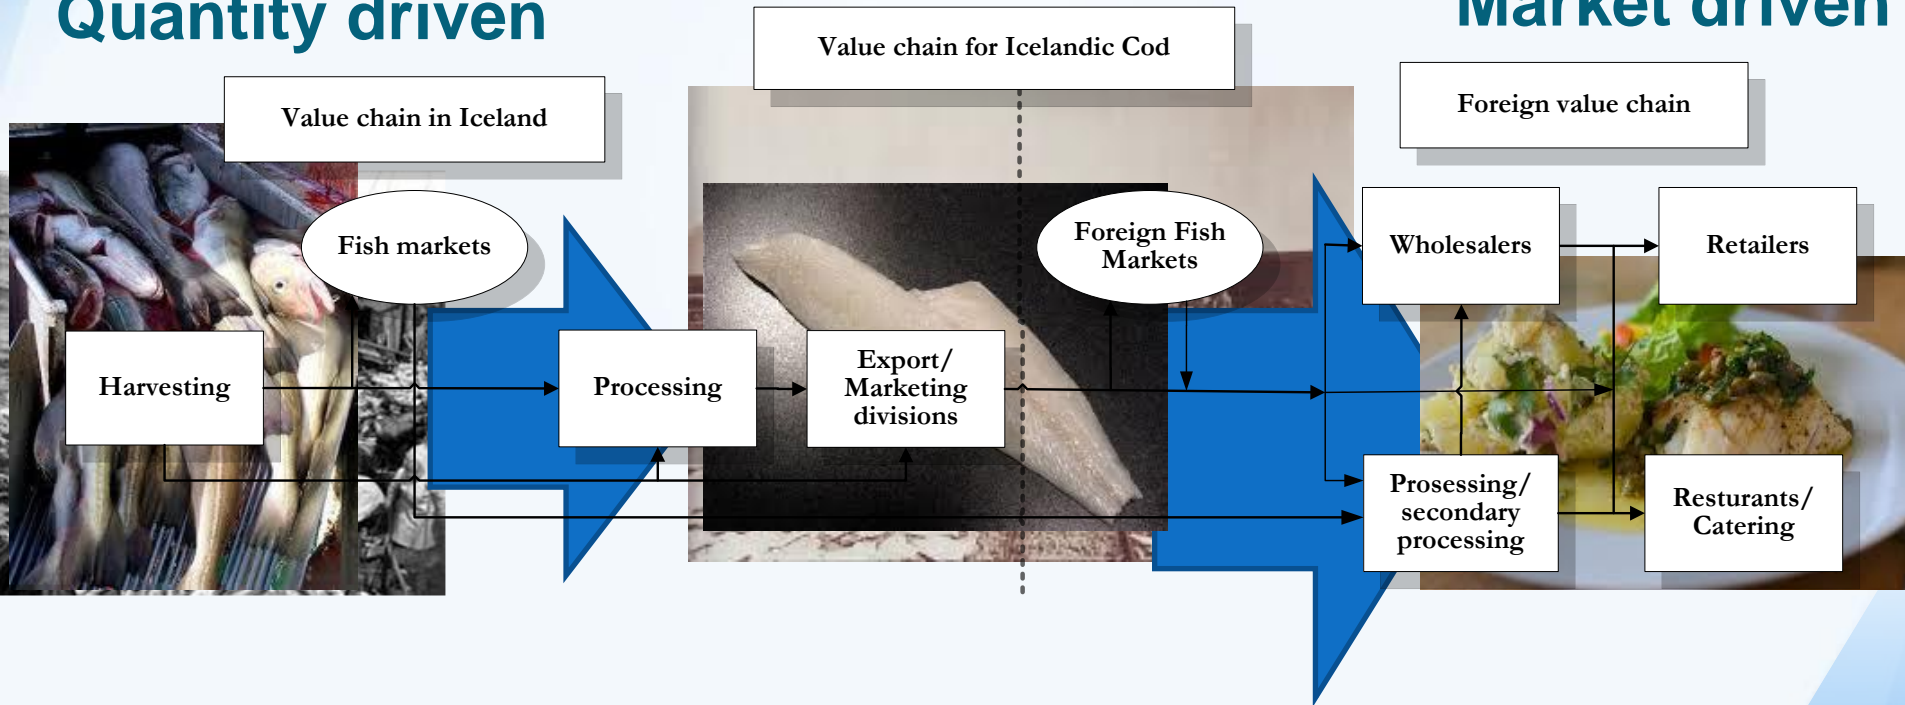 Quantity driven
Market driven
Value chain for Icelandic Cod
Value chain in Iceland
Foreign value chain
Fish markets
Foreign Fish
Markets
Wholesalers
Retailers
Harvesting
Processing
Export/
Marketing
divisions
Prosessing/
secondary
processing
Resturants/
Catering